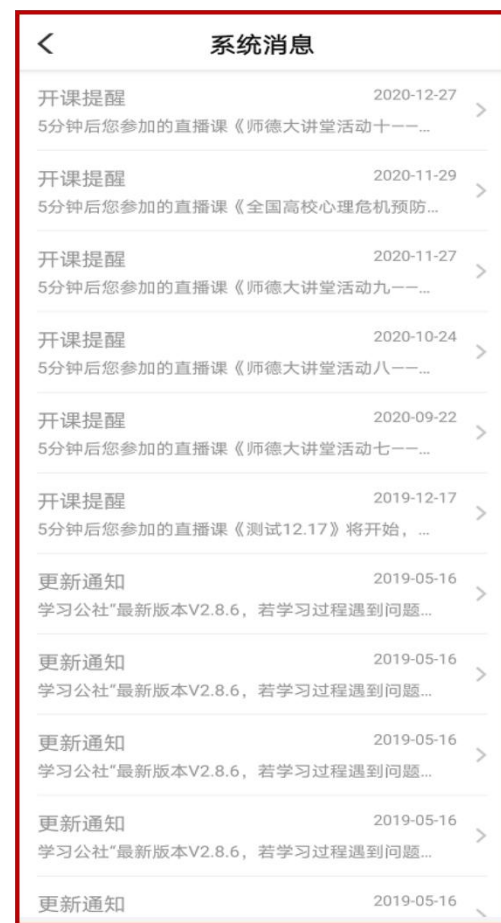 系统消息
开课提醒 2020-12-27
5分钟后您参加的直播课《师德大讲堂活动十——...
开课提醒 2020-11-29
5分钟后您参加的直播课《全国高校心理危机预防...
开课提醒 2020-11-27
5分钟后您参加的直播课《师德大讲堂活动九——...
开课提醒 2020-10-24
5分钟后您参加的直播课《师德大讲堂活动八——...
开课提醒 2020-09-22
5分钟后您参加的直播课《师德大讲堂活动七——...
开课提醒 2019-12-17
5分钟后您参加的直播课《测试12.17》将开始，...
更新通知 2019-05-16
学习公社“最新版本V2.8.6，若学习过程遇到问题...
更新通知 2019-05-16
学习公社“最新版本V2.8.6，若学习过程遇到问题...
更新通知 2019-05-16
学习公社“最新版本V2.8.6，若学习过程遇到问题...
更新通知 2019-05-16
学习公社“最新版本V2.8.6，若学习过程遇到问题...
更新通知 2019-05-16